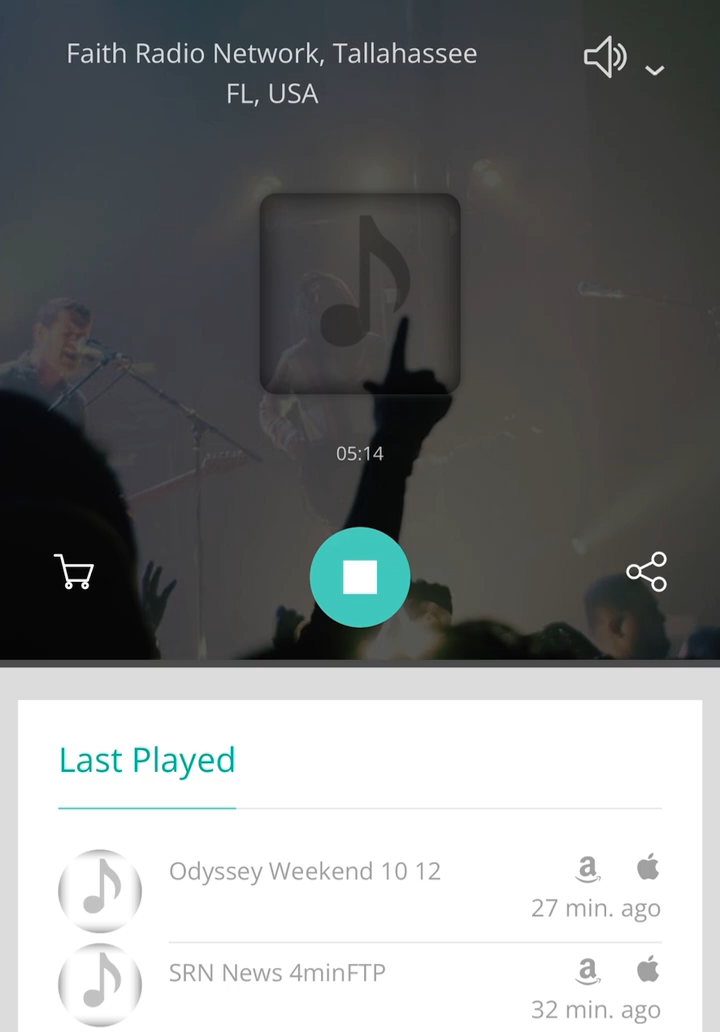 Faith Radio Network, Tallahassee
FL, USA
05:14
Last Played
Odyssey Weekend 10 12
27 min. ago
SRN News 4minFTP
32 min. ago